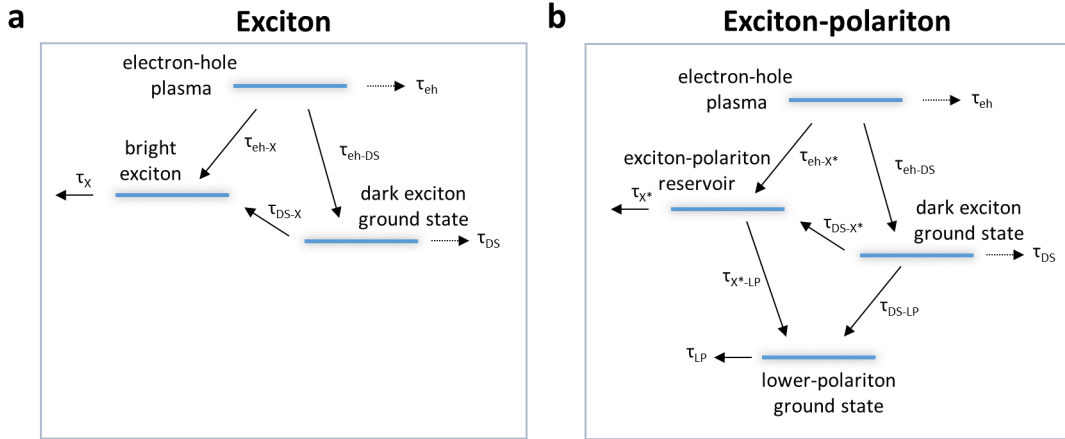 a
Exciton
electron-hole
plasma
τeh
τeh-X
τeh-DS
bright
exciton
τX
dark exciton
ground state
τDS-X
τDS
b
Exciton-polariton
electron-hole
plasma
τeh
τeh-X*
τeh-DS
exciton-polariton
reservoir
τX*
dark exciton
ground state
τDS-X*
τDS
τX*-LP
τDS-LP
τLP
lower-polariton
ground state